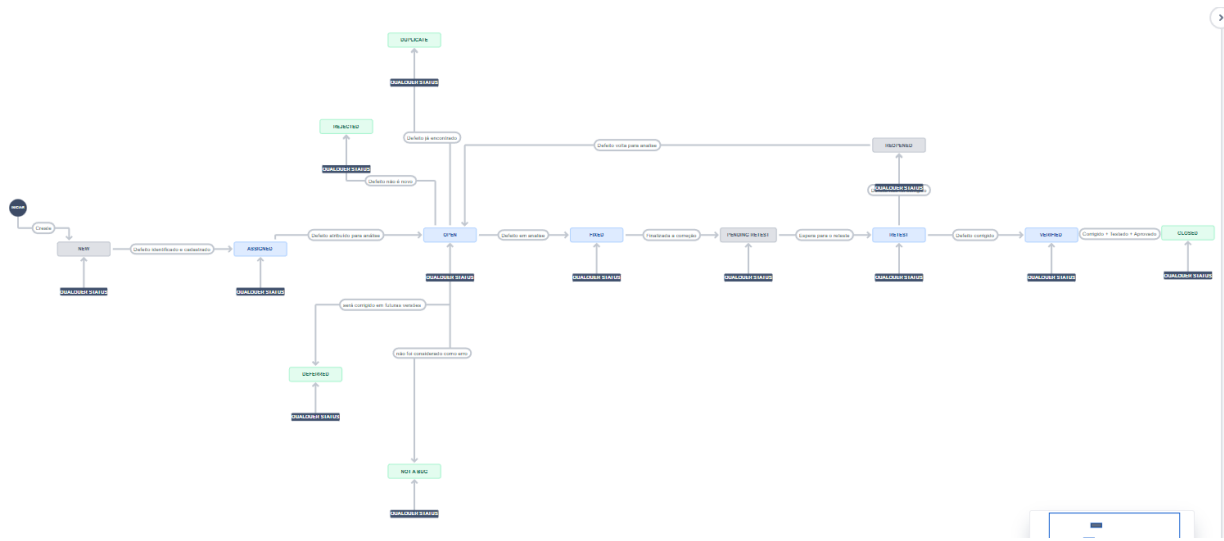 DUPLICATE
QUALQUER STATUS
REJECTED
Defeito já encontrado
Defeito volta para análise
REOPENED
QUALQUER STATUS
Defeito não é novo
QUALQUER STATUS
Create
NEW
Defeito identificado e cadastrado
ASSIGNED
Defeito atribuído para análise
OPEN
Defeito em análise
FIXED
Finalizada a correção
PENDING RETEST
Espera para o reteste
RETEST
Defeito corrigido
VERIFIED
Corrigido + Testado + Aprovado
CLOSED
QUALQUER STATUS
QUALQUER STATUS
QUALQUER STATUS
QUALQUER STATUS
QUALQUER STATUS
QUALQUER STATUS
QUALQUER STATUS
QUALQUER STATUS
será corrigido em futuras versões
não foi considerado como erro
DEFERRED
QUALQUER STATUS
NOT A BUG
QUALQUER STATUS